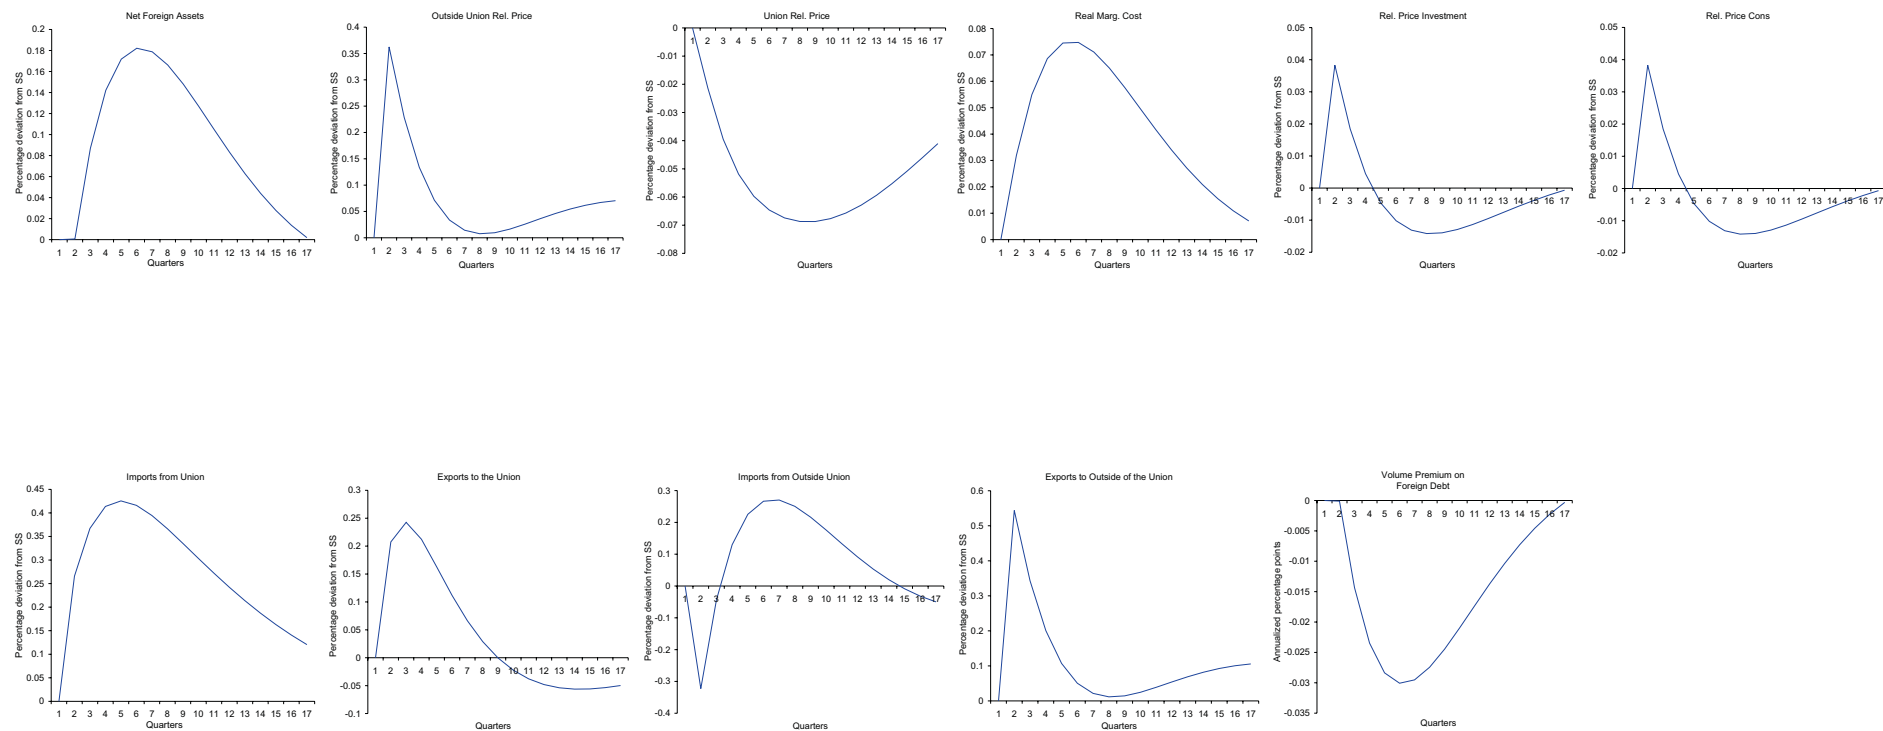 Net Foreign Assets
Percentage deviation from SS
0.2
0.18
0.16
0.14
0.12
0.1
0.08
0.06
0.04
0.02
0
1 2 3 4 5 6 7 8 9 10 11 12 13 14 15 16 17
Quarters
Outside Union Rel. Price
Percentage deviation from SS
0.4
0.35
0.3
0.25
0.2
0.15
0.1
0.05
0
1 2 3 4 5 6 7 8 9 10 11 12 13 14 15 16 17
Quarters
Union Rel. Price
Percentage deviation from SS
0
-0.01
-0.02
-0.03
-0.04
-0.05
-0.06
-0.07
-0.08
1 2 3 4 5 6 7 8 9 10 11 12 13 14 15 16 17
Quarters
Real Marg. Cost
Percentage deviation from SS
0.08
0.07
0.06
0.05
0.04
0.03
0.02
0.01
0
1 2 3 4 5 6 7 8 9 10 11 12 13 14 15 16 17
Quarters
Rel. Price Investment
Percentage deviation from SS
0.05
0.04
0.03
0.02
0.01
0
-0.01
-0.02
1 2 3 4 5 6 7 8 9 10 11 12 13 14 15 16 17
Quarters
Rel. Price Cons
Percentage deviation from SS
0.05
0.04
0.03
0.02
0.01
0
-0.01
-0.02
1 2 3 4 5 6 7 8 9 10 11 12 13 14 15 16 17
Quarters
Imports from Union
Percentage deviation from SS
0.45
0.4
0.35
0.3
0.25
0.2
0.15
0.1
0.05
0
1 2 3 4 5 6 7 8 9 10 11 12 13 14 15 16 17
Quarters
Exports to the Union
Percentage deviation from SS
0.3
0.25
0.2
0.15
0.1
0.05
0
-0.05
-0.1
1 2 3 4 5 6 7 8 9 10 11 12 13 14 15 16 17
Quarters
Imports from Outside Union
Percentage deviation from SS
0.3
0.2
0.1
0
-0.1
-0.2
-0.3
-0.4
1 2 3 4 5 6 7 8 9 10 11 12 13 14 15 16 17
Quarters
Exports to Outside of the Union
Percentage deviation from SS
0.6
0.5
0.4
0.3
0.2
0.1
0
1 2 3 4 5 6 7 8 9 10 11 12 13 14 15 16 17
Quarters
Volume Premium on
Foreign Debt
Annualized percentage points
0
-0.005
-0.01
-0.015
-0.02
-0.025
-0.03
-0.035
1 2 3 4 5 6 7 8 9 10 11 12 13 14 15 16 17
Quarters